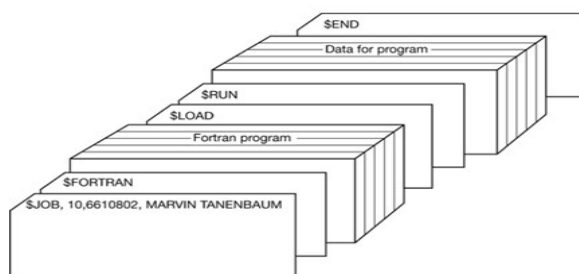 $END
Data for program
$RUN
$LOAD
Fortran program
$FORTRAN
$JOB, 10,6610802, MARVIN TANENBAUM